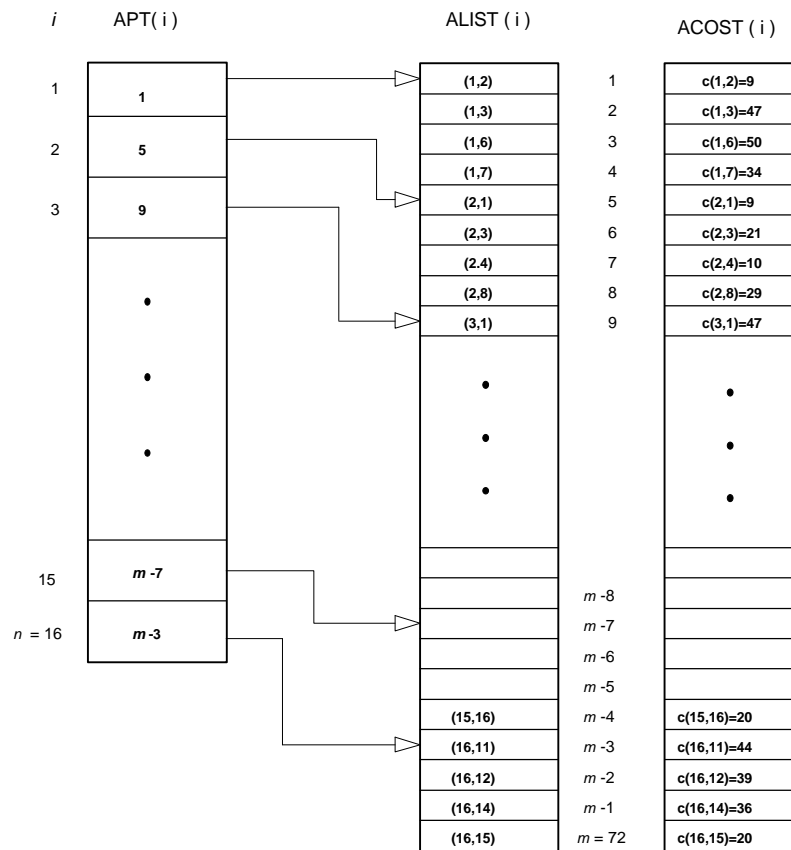 i APT( i ) ALIST ( i ) ACOST ( i )
1 1 (1,2) 1 c(1,2)=9
(1,3) 2 c(1,3)=47
2 5 (1,6) 3 c(1,6)=50
(1,7) 4 c(1,7)=34
3 9 (2,1) 5 c(2,1)=9
(2,3) 6 c(2,3)=21
(2.4) 7 c(2,4)=10
(2,8) 8 c(2,8)=29
(3,1) 9 c(3,1)=47
15 m -7 m -8
n = 16 m-3 m -7
m -6
m -5
(15,16) m -4 c(15,16)=20
(16,11) m -3 c(16,11)=44
(16,12) m -2 c(16,12)=39
(16,14) m -1 c(16,14)=36
(16,15) m = 72 c(16,15)=20